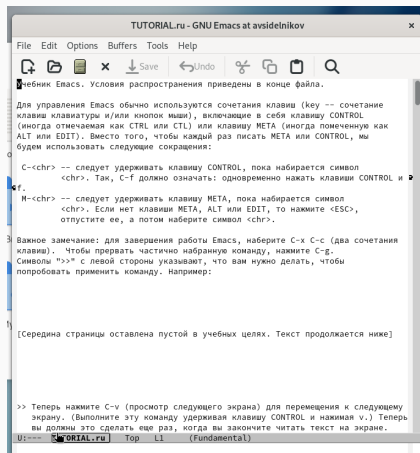 TUTORIAL.ru - GNU Emacs at avsidelnikov
File Edit Options Buffers Tools Help
Save Undo
Учебник Emacs. Условия распространения приведены в конце файла.
Для управления Emacs обычно используются сочетания клавиш (key -- сочетание
клавиш клавиатуры и/или кнопок мыши), включающие в себя клавишу CONTROL
(иногда отмечаемая как CTRL или CTL) или клавишу META (иногда помеченную как
ALT или EDIT). Вместо того, чтобы каждый раз писать META или CONTROL, мы
будем использовать следующие сокращения:
C-<chr> -- следует удерживать клавишу CONTROL, пока набирается символ
<chr>. Так, C-f должно означать: одновременно нажать клавиши CONTROL и
f.
M-<chr> -- следует удерживать клавишу META, пока набирается символ
<chr>. Если нет клавиши META, ALT или EDIT, то нажмите <ESC>,
отпустите ее, а потом наберите символ <chr>.
Важное замечание: для завершения работы Emacs, наберите C-x C-c (два сочетания
клавиш). Чтобы прервать частично набранную команду, нажмите C-g.
Символы ">>" с левой стороны указывают, что вам нужно делать, чтобы
попробовать применить команду. Например:
[Середина страницы оставлена пустой в учебных целях. Текст продолжается ниже]
>> Теперь нажмите C-v (просмотр следующего экрана) для перемещения к следующему
экрану. (Выполните эту команду удерживая клавишу CONTROL и нажимая v.) Теперь
вы должны это сделать еще раз, когда вы закончите читать текст на экране.
U:--- TUTORIAL.ru Top L1 (Fundamental)